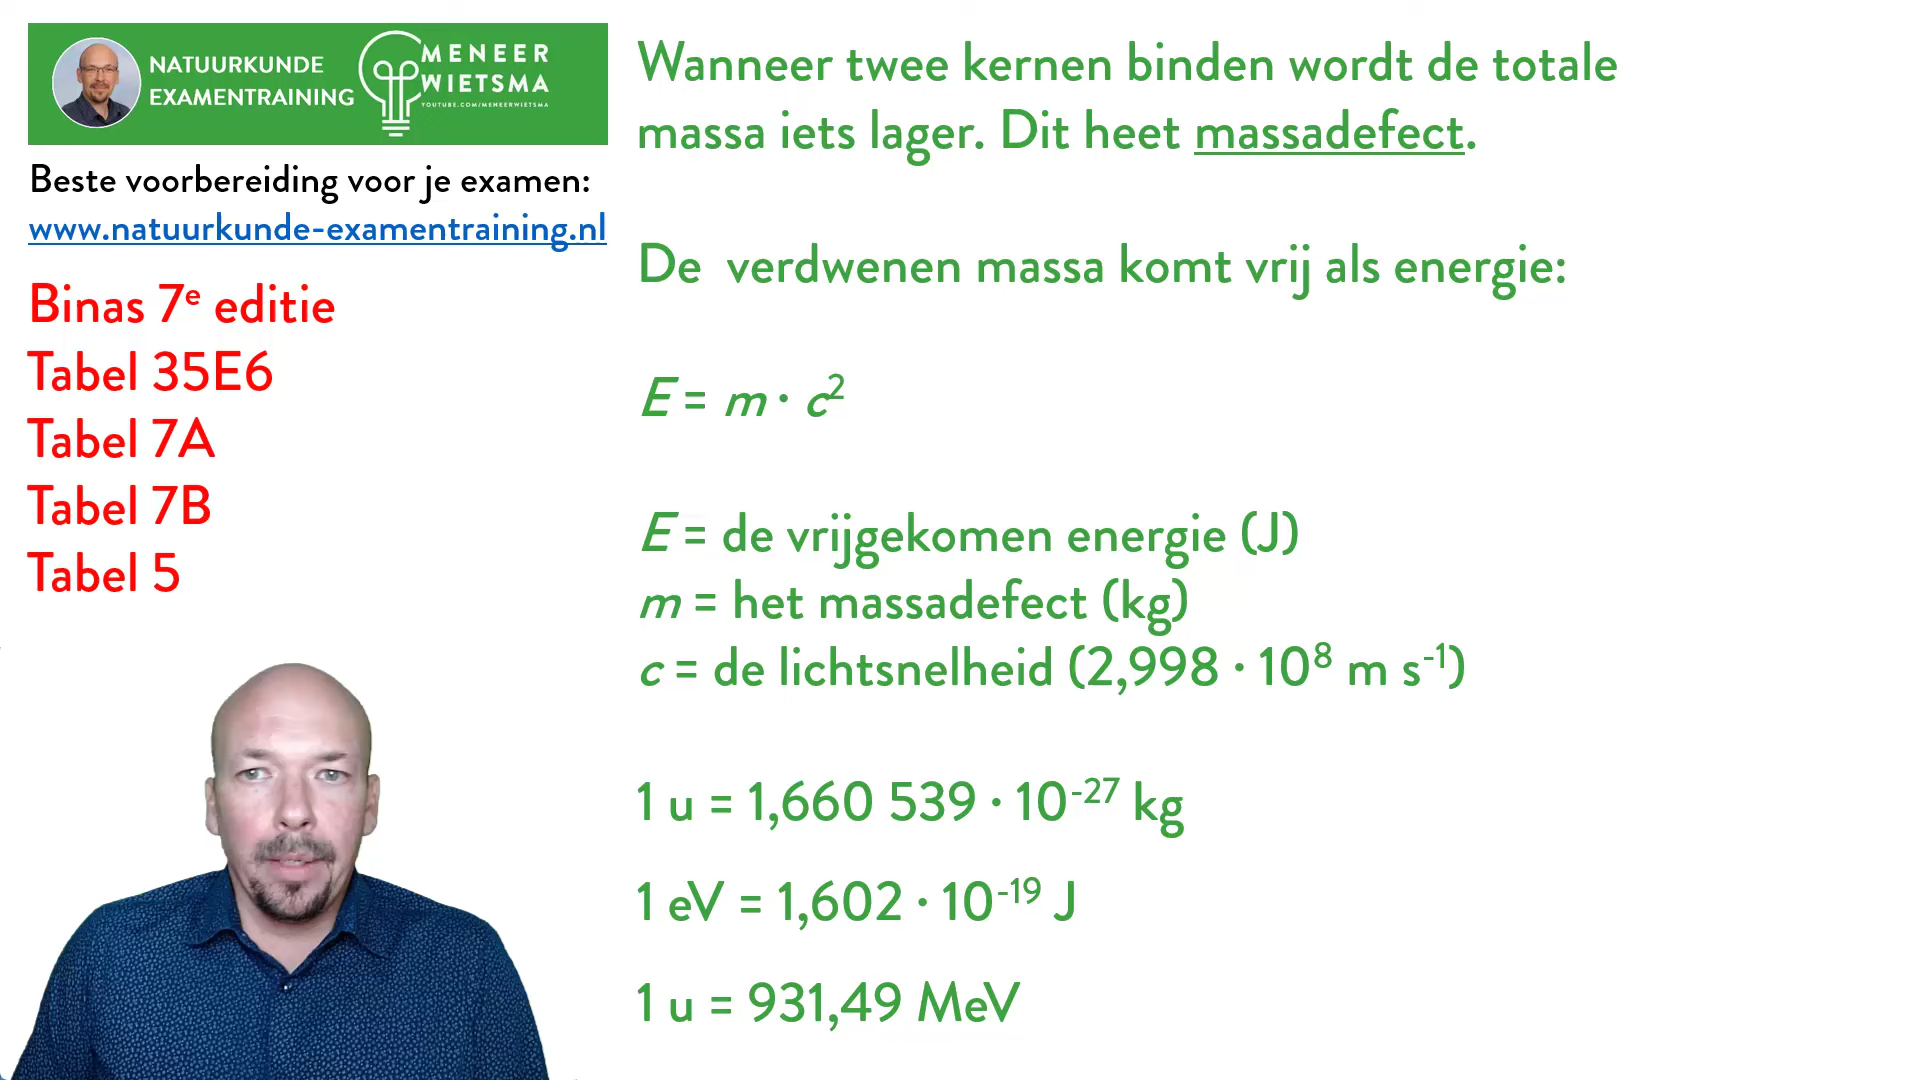 NATUURKUNDE
EXAMENTRAINING
MENEER
WIETSMA
YOUTUBE.COM/MENEERWIETSMA
Beste voorbereiding voor je examen:
www.natuurkunde-examentraining.nl
Binas 7ᵉ editie
Tabel 35E6
Tabel 7A
Tabel 7B
Tabel 5
Wanneer twee kernen binden wordt de totale
massa iets lager. Dit heet massadefect.
De verdwenen massa komt vrij als energie:
E = m · c²
E = de vrijgekomen energie (J)
m = het massadefect (kg)
c = de lichtsnelheid (2,998 · 10⁸ m s⁻¹)
1 u = 1,660 539 · 10⁻²⁷ kg
1 eV = 1,602 · 10⁻¹⁹ J
1 u = 931,49 MeV